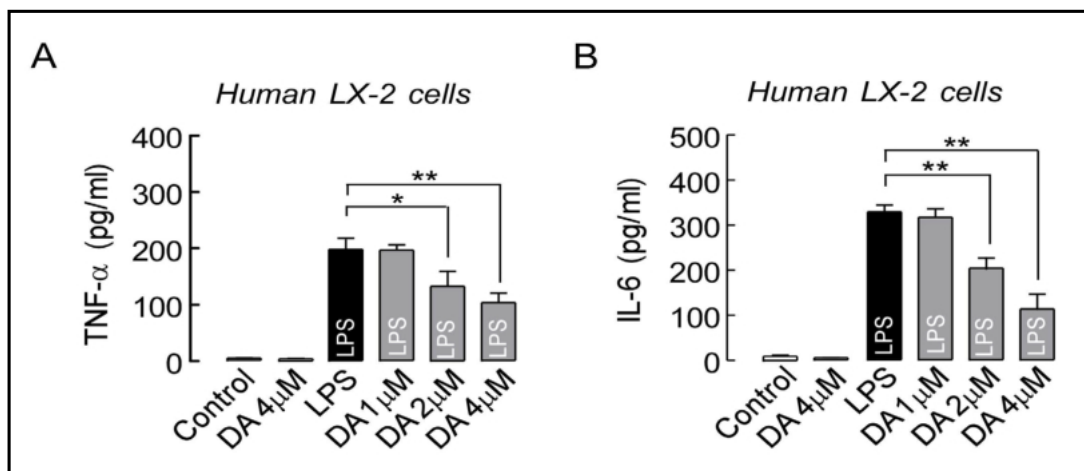 A
Human LX-2 cells
TNF-α (pg/ml)
400
300
200
100
0
**
*
LPS
LPS
LPS
LPS
Control
DA 4μM
LPS
DA 1μM
DA 2μM
DA 4μM
B
Human LX-2 cells
IL-6 (pg/ml)
500
400
300
200
100
0
**
**
LPS
LPS
LPS
LPS
Control
DA 4μM
LPS
DA 1μM
DA 2μM
DA 4μM